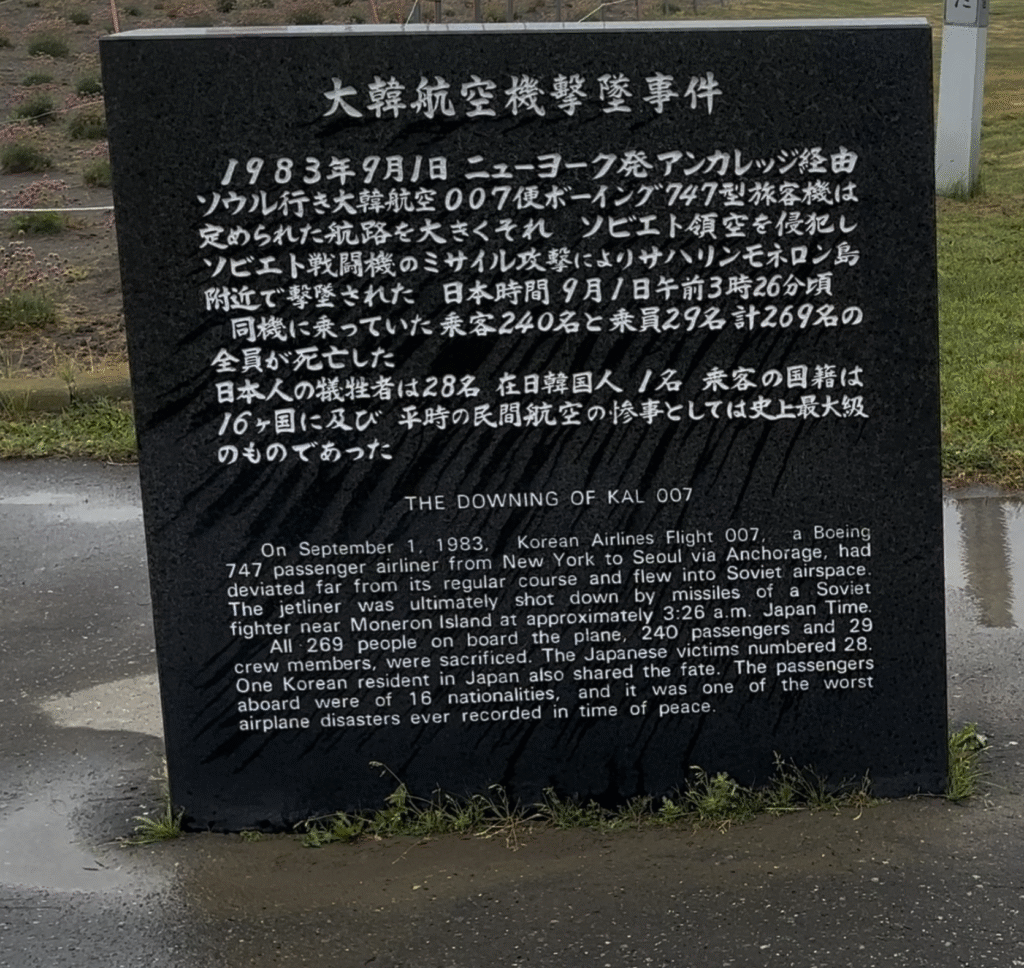 大韓航空機撃墜事件
1983年9月1日 ニューヨーク発アンカレッジ経由
ソウル行き大韓航空007便ボーイング747型旅客機は
定められた航路を大きくそれ ソビエト領空を侵犯し
ソビエト戦闘機のミサイル攻撃によりサハリンモネロン島
附近で撃墜された 日本時間9月1日午前3時26分頃
同機に乗っていた乗客240名と乗員29名計269名の
全員が死亡した
日本人の犠牲者は28名 在日韓国人 1名 乗客の国籍は
16ヶ国に及び 平時の民間航空の惨事としては史上最大級
のものであった
THE DOWNING OF KAL 007
On September 1, 1983, Korean Airlines Flight 007, a Boeing
747 passenger airliner from New York to Seoul via Anchorage, had
deviated far from its regular course and flew into Soviet airspace.
The jetliner was ultimately shot down by missiles of a Soviet
fighter near Moneron Island at approximately 3:26 a.m. Japan Time.
All 269 people on board the plane, 240 passengers and 29
crew members, were sacrificed. The Japanese victims numbered 28.
One Korean resident in Japan also shared the fate. The passengers
aboard were of 16 nationalities, and it was one of the worst
airplane disasters ever recorded in time of peace.